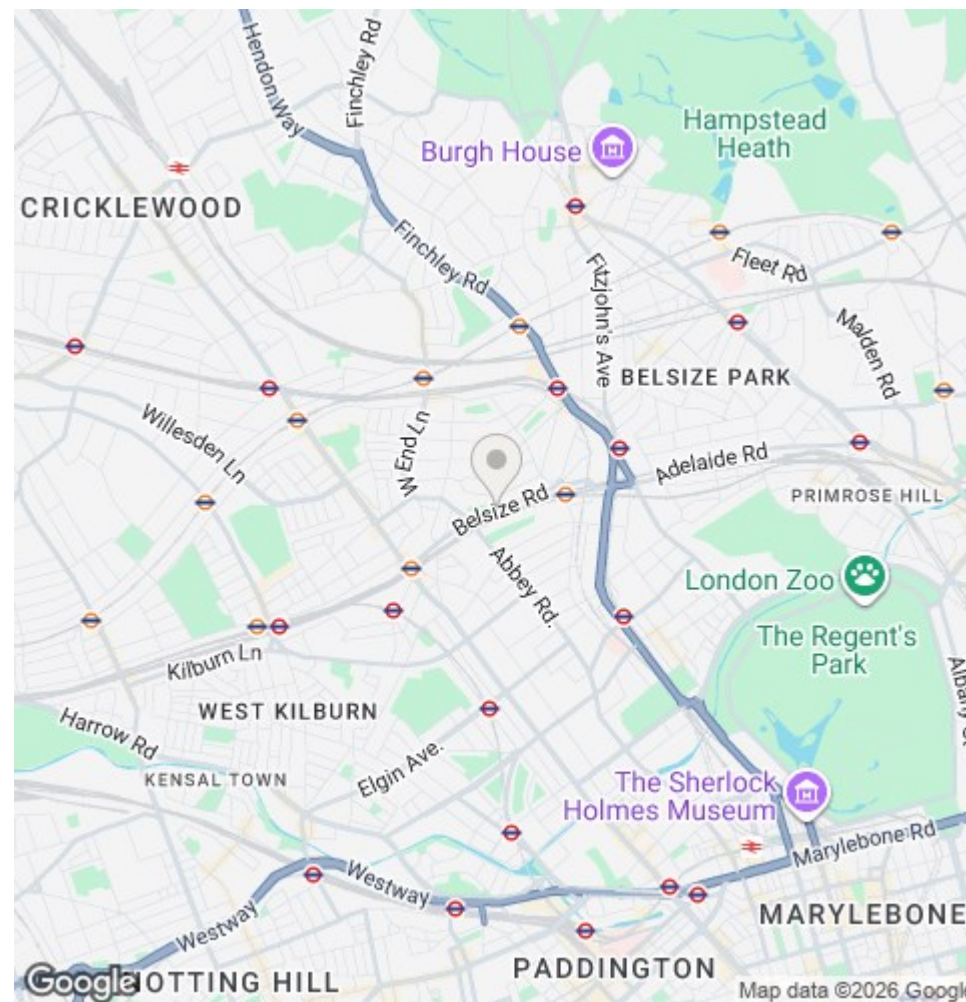 Hendon Way
Finchley Rd
Burgh House
Hampstead
Heath
CRICKLEWOOD
Finchley Rd
Fitzjohn's Ave
Fleet Rd
Malden Rd
BELSIZE PARK
Willesden Ln
W End Ln
Adelaide Rd
Belsize Rd
PRIMROSE HILL
Abbey Rd.
London Zoo
The Regent's
Park
Kilburn Ln
Albany St
WEST KILBURN
Harrow Rd
Elgin Ave.
KENSAL TOWN
The Sherlock
Holmes Museum
Marylebone Rd
Westway
Westway
MARYLEBONE
PADDINGTON
NOTTING HILL
Google
Map data ©2026 Google